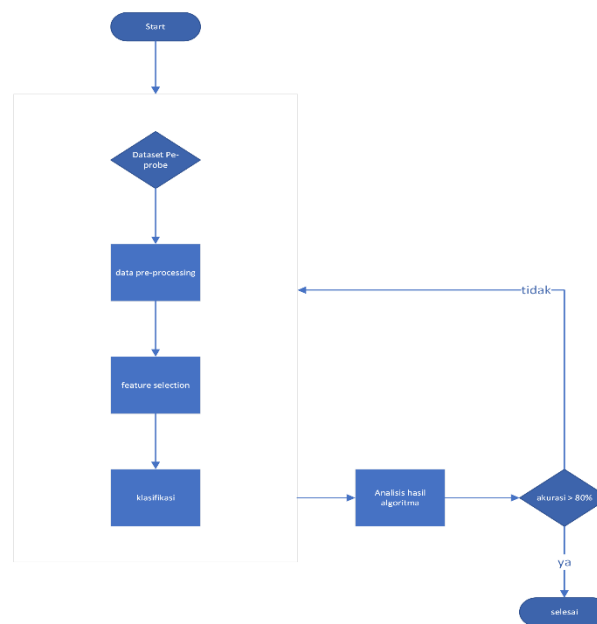 Start
Dataset Pe-
probe
data pre-processing
tidak
feature selection
klasifikasi
Analisis hasil
algoritma
akurasi > 80%
ya
selesai